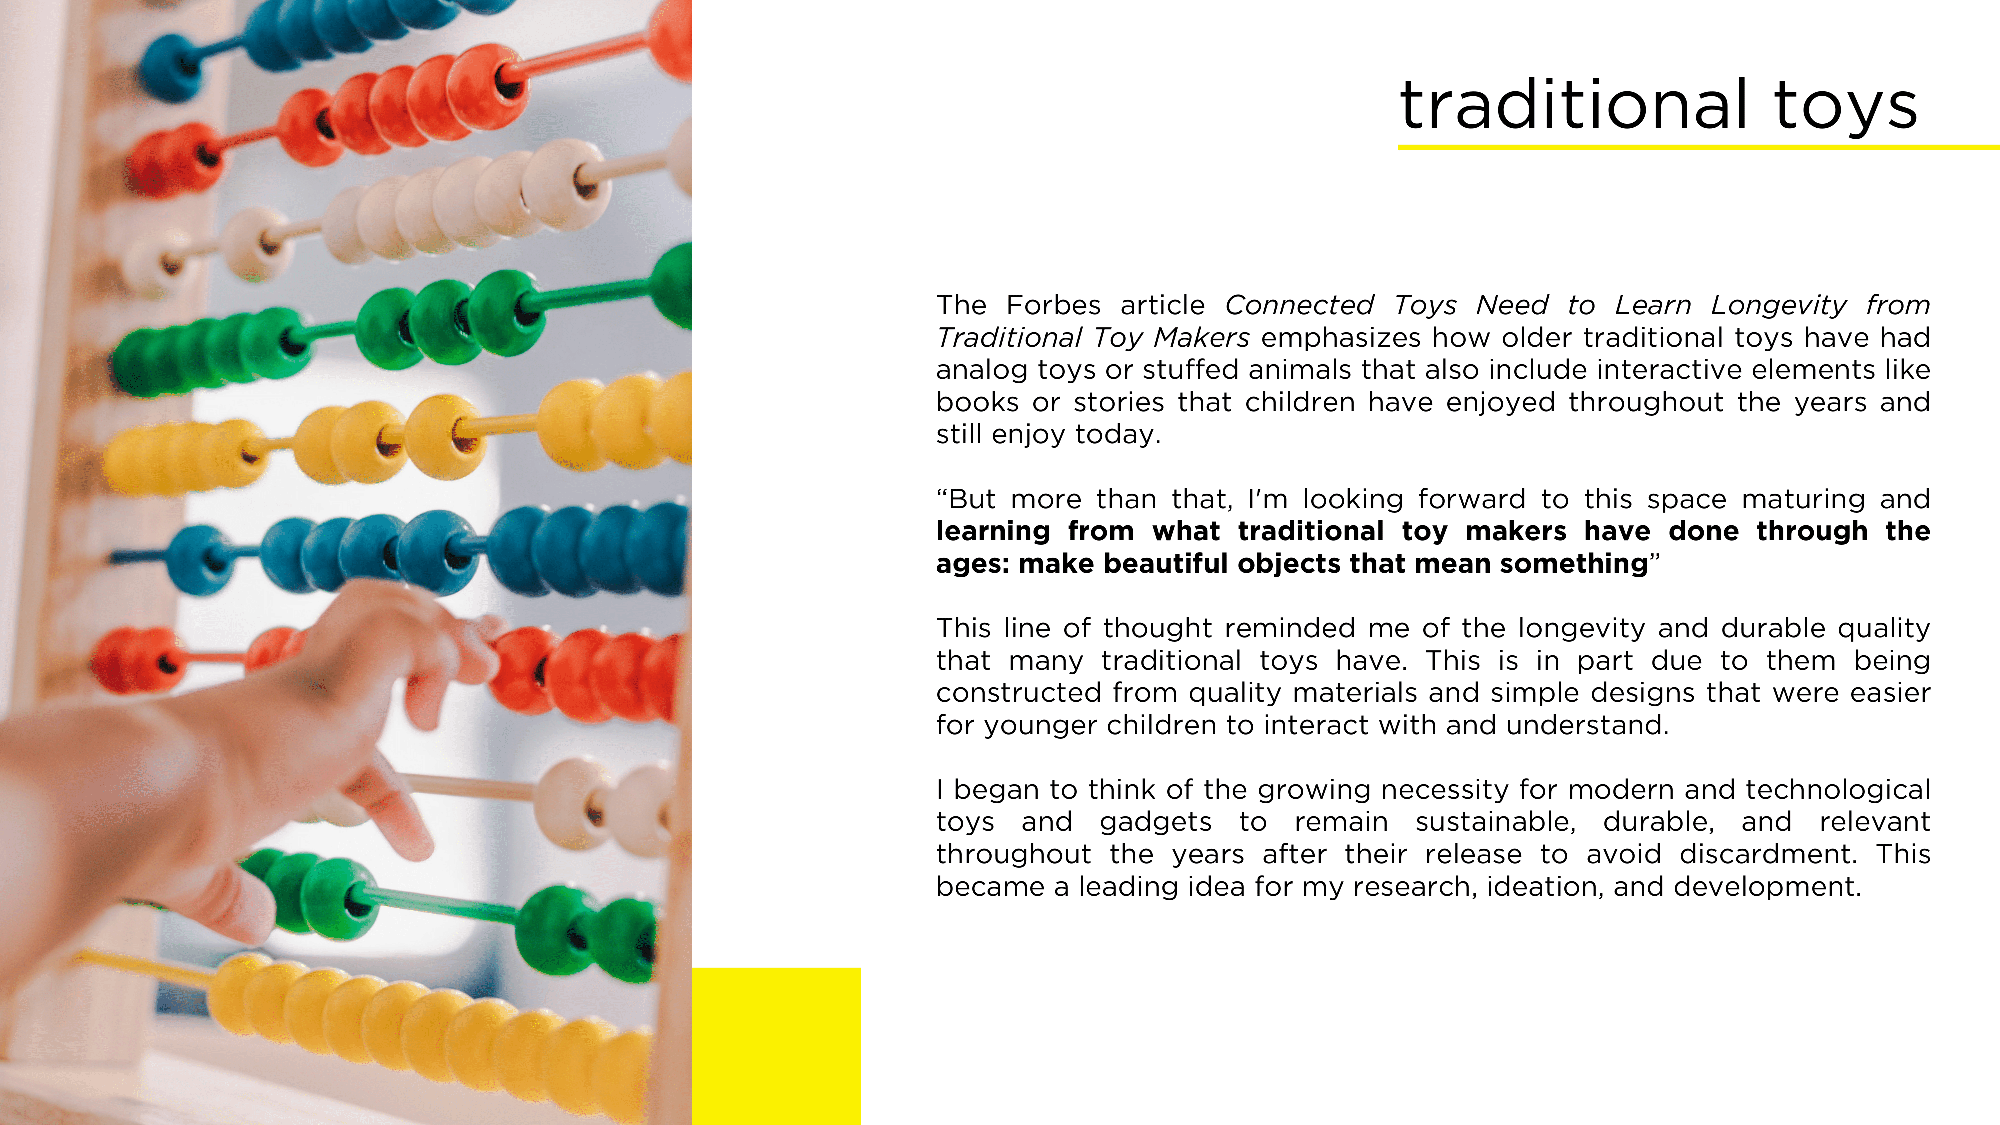 traditional toys
The Forbes article Connected Toys Need to Learn Longevity from
Traditional Toy Makers emphasizes how older traditional toys have had
analog toys or stuffed animals that also include interactive elements like
books or stories that children have enjoyed throughout the years and
still enjoy today.
“But more than that, I'm looking forward to this space maturing and
learning from what traditional toy makers have done through the
ages: make beautiful objects that mean something”
This line of thought reminded me of the longevity and durable quality
that many traditional toys have. This is in part due to them being
constructed from quality materials and simple designs that were easier
for younger children to interact with and understand.
I began to think of the growing necessity for modern and technological
toys and gadgets to remain sustainable, durable, and relevant
throughout the years after their release to avoid discardment. This
became a leading idea for my research, ideation, and development.